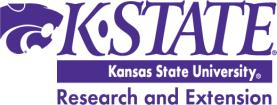 K•STATE
Kansas State University®
Research and Extension